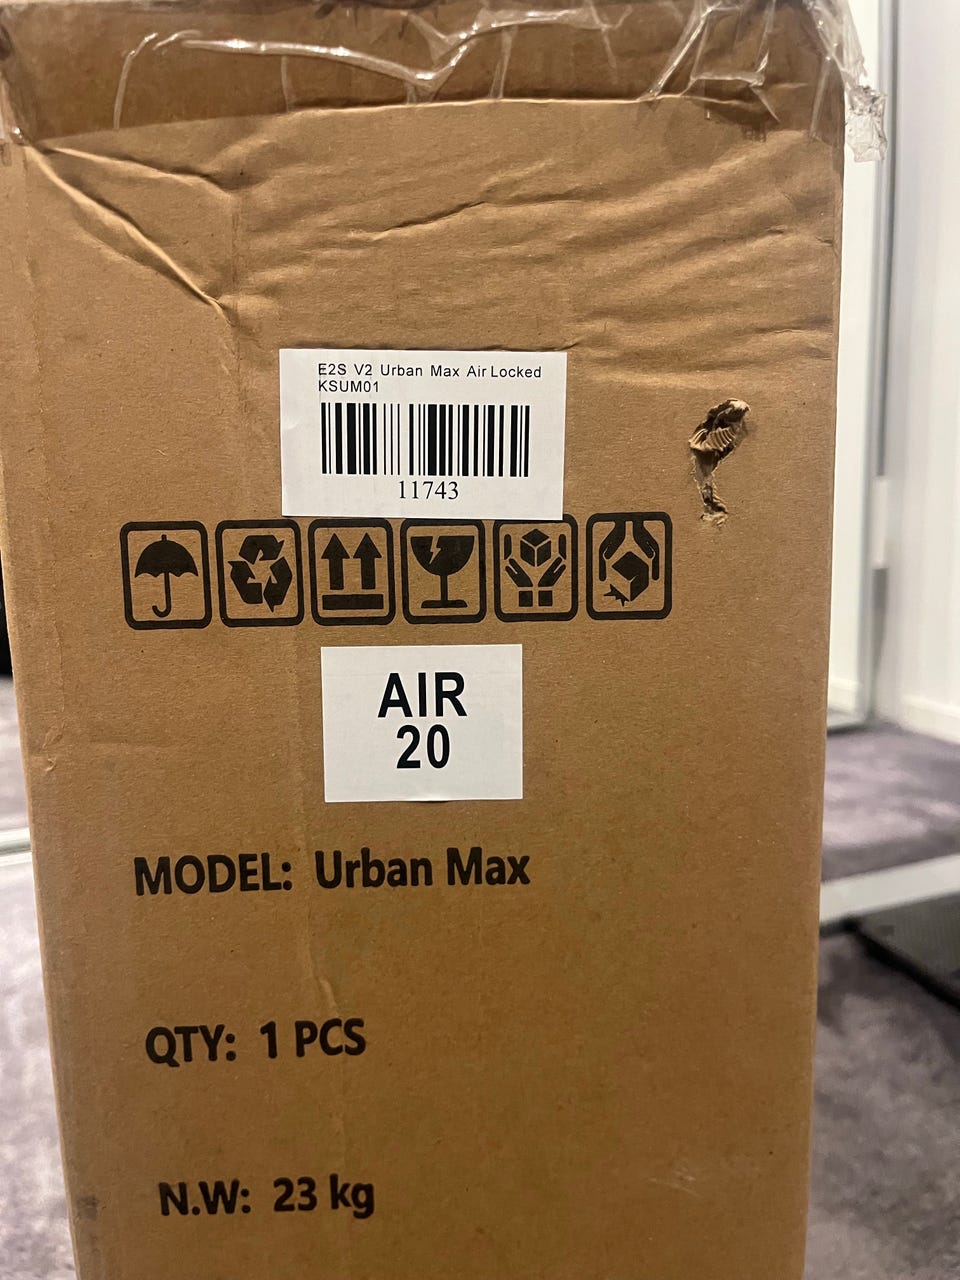 E2S V2 Urban Max Air Locked
KSUM01
11743
AIR
20
MODEL: Urban Max
QTY: 1 PCS
N.W: 23 kg